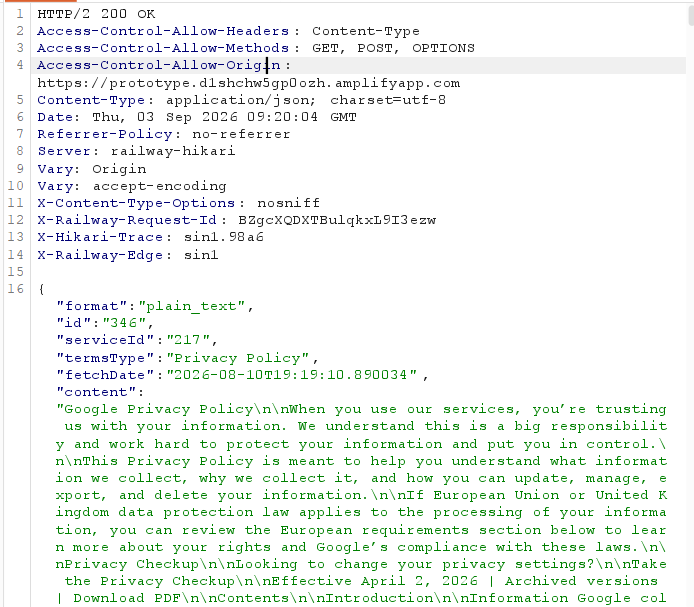 1 HTTP/2 200 OK
2 Access-Control-Allow-Headers: Content-Type
3 Access-Control-Allow-Methods: GET, POST, OPTIONS
4 Access-Control-Allow-Origin:
https://prototype.d1shchw5gp0ozh.amplifyapp.com
5 Content-Type: application/json; charset=utf-8
6 Date: Thu, 03 Sep 2026 09:20:04 GMT
7 Referrer-Policy: no-referrer
8 Server: railway-hikari
9 Vary: Origin
10 Vary: accept-encoding
11 X-Content-Type-Options: nosniff
12 X-Railway-Request-Id: BZgcXQDXTBulqkxL9I3ezw
13 X-Hikari-Trace: sin1.98a6
14 X-Railway-Edge: sin1
15
16 {
"format":"plain_text",
"id":"346",
"serviceId":"217",
"termsType":"Privacy Policy",
"fetchDate":"2026-08-10T19:19:10.890034",
"content":
"Google Privacy Policy\n\nWhen you use our services, you’re trusting
us with your information. We understand this is a big responsibilit
y and work hard to protect your information and put you in control.\
n\nThis Privacy Policy is meant to help you understand what informat
ion we collect, why we collect it, and how you can update, manage, e
xport, and delete your information.\n\nIf European Union or United K
ingdom data protection law applies to the processing of your informa
tion, you can review the European requirements section below to lear
n more about your rights and Google’s compliance with these laws.\n\
nPrivacy Checkup\n\nLooking to change your privacy settings?\n\nTake
the Privacy Checkup\n\nEffective April 2, 2026 | Archived versions
| Download PDF\n\nContents\n\nIntroduction\n\nInformation Google col